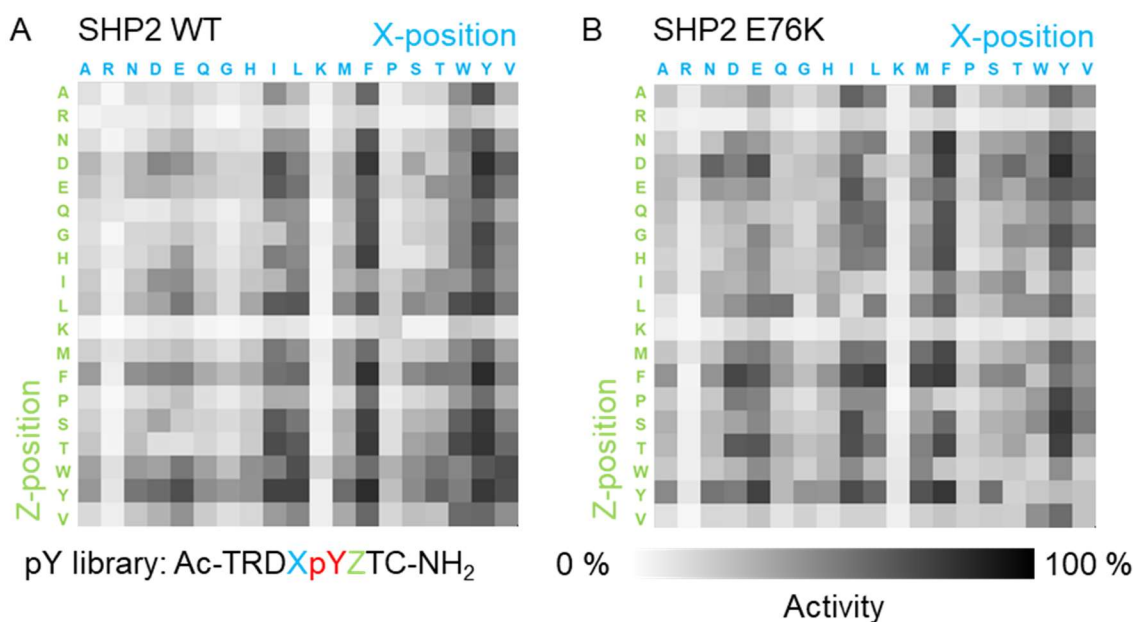 A SHP2 WT X-position
A R N D E Q G H I L K M F P S T W Y V
A
R
N
D
E
Q
G
H
I
L
K
M
F
P
S
T
W
Y
V
Z-position
B SHP2 E76K X-position
A R N D E Q G H I L K M F P S T W Y V
A
R
N
D
E
Q
G
H
I
L
K
M
F
P
S
T
W
Y
V
Z-position
pY library: Ac-TRDXpYZTC-NH₂
0 % 100 %
Activity